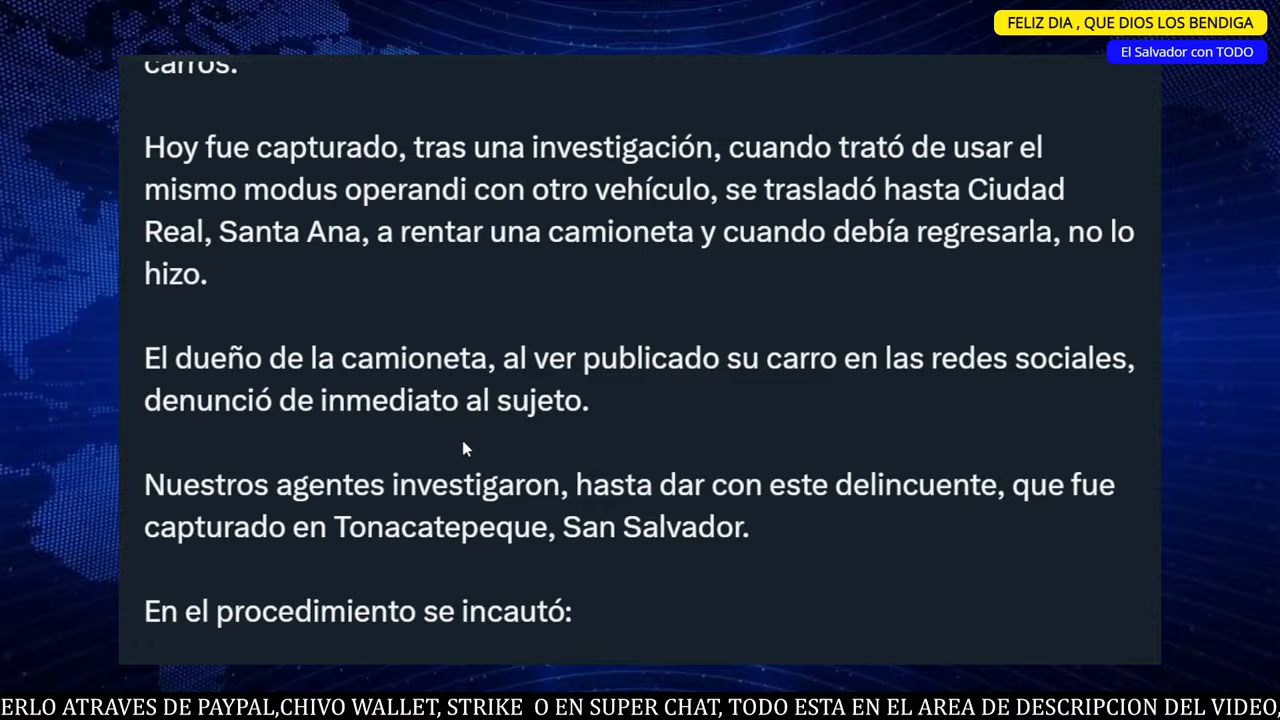 FELIZ DIA , QUE DIOS LOS BENDIGA
El Salvador con TODO
carros.
Hoy fue capturado, tras una investigación, cuando trató de usar el
mismo modus operandi con otro vehículo, se trasladó hasta Ciudad
Real, Santa Ana, a rentar una camioneta y cuando debía regresarla, no lo
hizo.
El dueño de la camioneta, al ver publicado su carro en las redes sociales,
denunció de inmediato al sujeto.
Nuestros agentes investigaron, hasta dar con este delincuente, que fue
capturado en Tonacatepeque, San Salvador.
En el procedimiento se incautó:
ERLO ATRAVES DE PAYPAL,CHIVO WALLET, STRIKE O EN SUPER CHAT, TODO ESTA EN EL AREA DE DESCRIPCION DEL VIDEO,